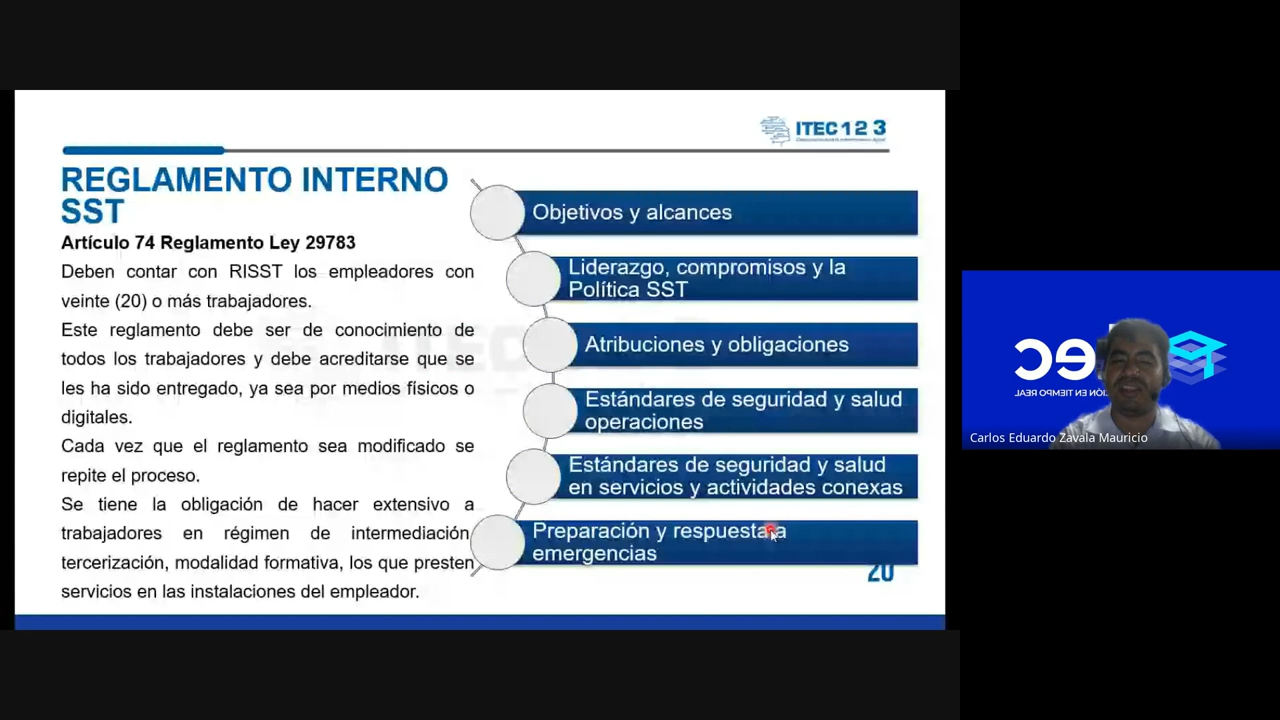 ITEC 1 2 3
REGLAMENTO INTERNO
SST
Artículo 74 Reglamento Ley 29783
Deben contar con RISST los empleadores con
veinte (20) o más trabajadores.
Este reglamento debe ser de conocimiento de
todos los trabajadores y debe acreditarse que se
les ha sido entregado, ya sea por medios físicos o
digitales.
Cada vez que el reglamento sea modificado se
repite el proceso.
Se tiene la obligación de hacer extensivo a
trabajadores en régimen de intermediación,
tercerización, modalidad formativa, los que presten
servicios en las instalaciones del empleador.
Objetivos y alcances
Liderazgo, compromisos y la
Política SST
Atribuciones y obligaciones
Estándares de seguridad y salud
operaciones
Estándares de seguridad y salud
en servicios y actividades conexas
Preparación y respuesta a
emergencias
20
Carlos Eduardo Zavala Mauricio